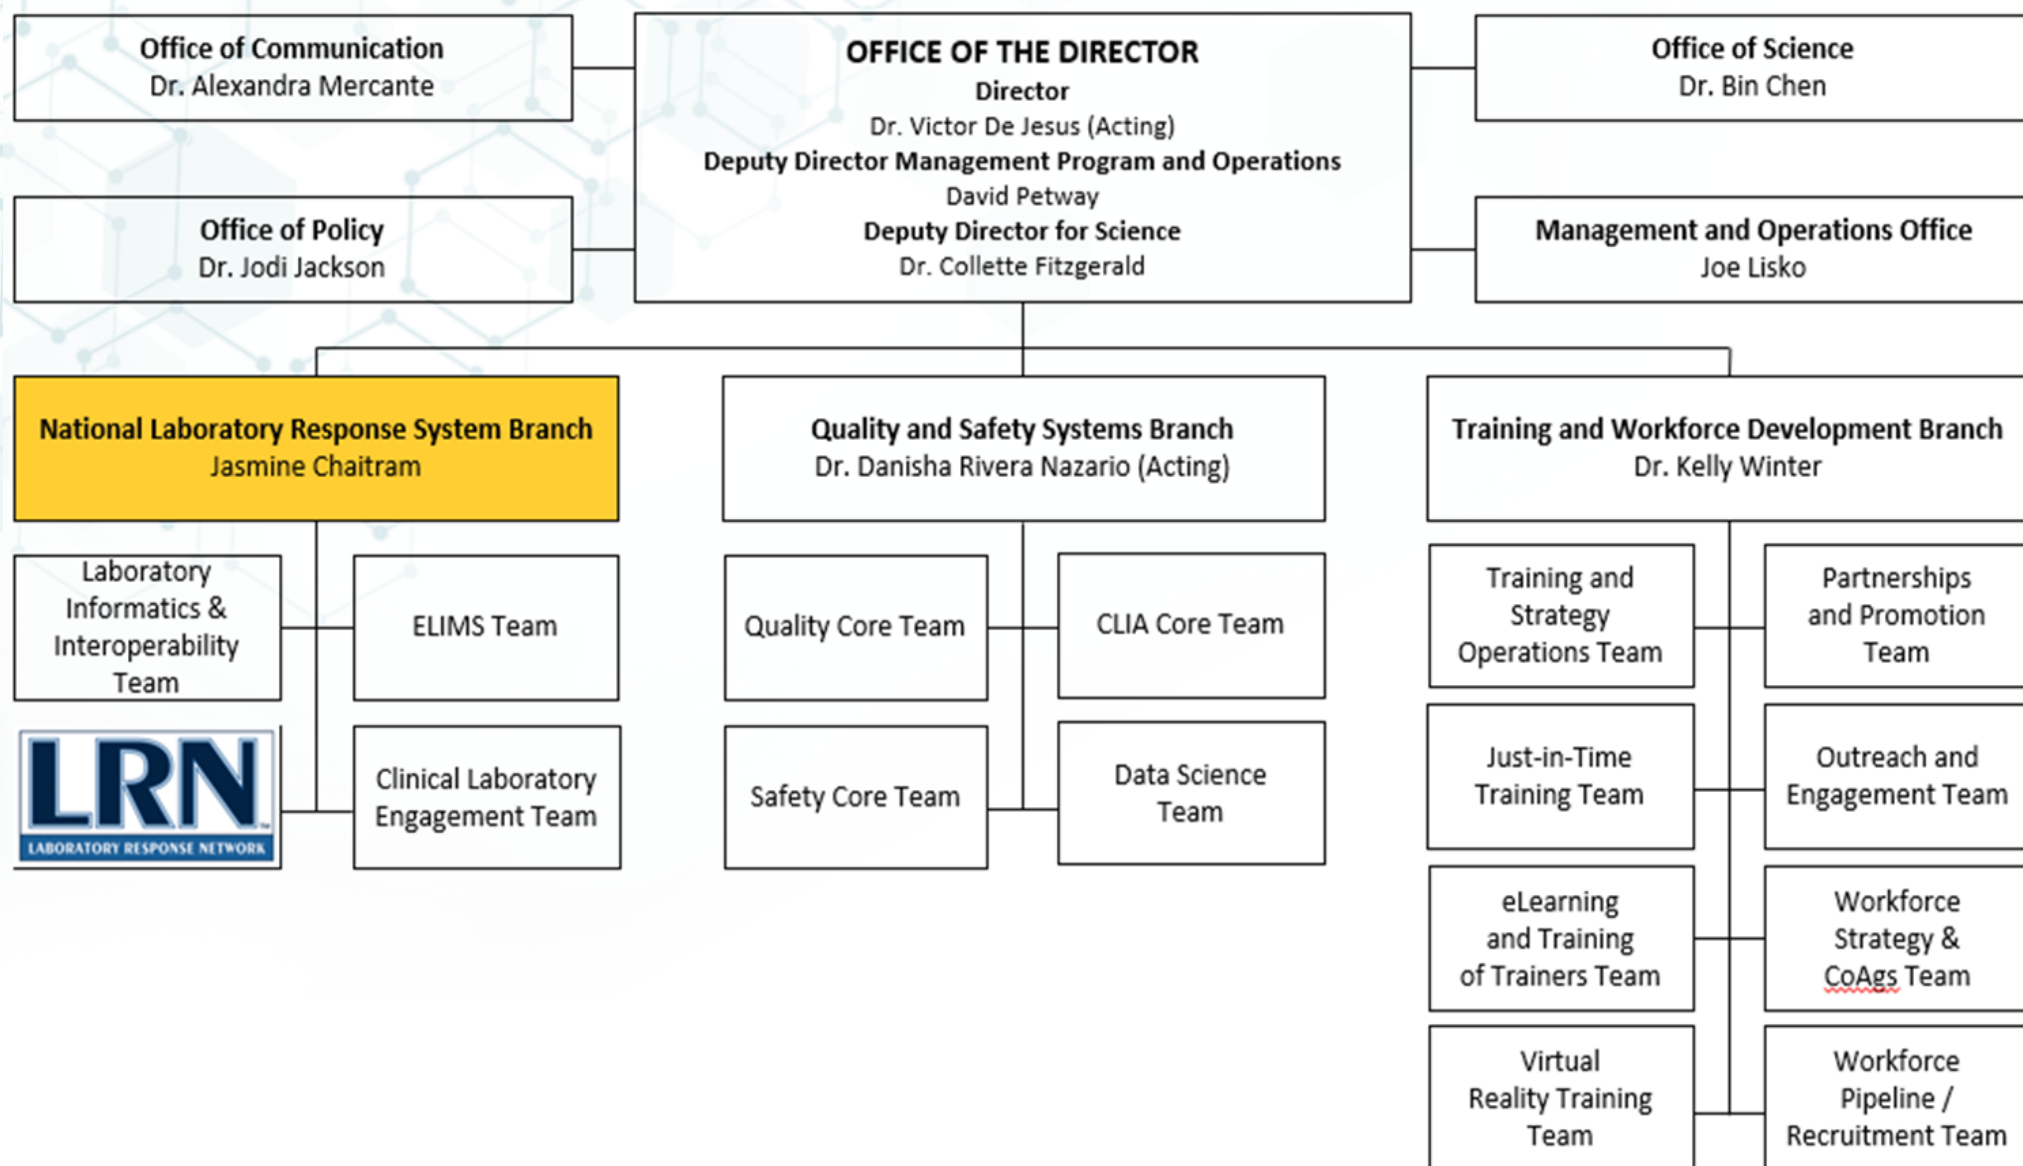 Office of Communication
Dr. Alexandra Mercante
OFFICE OF THE DIRECTOR
Director
Dr. Victor De Jesus (Acting)
Deputy Director Management Program and Operations
David Petway
Deputy Director for Science
Dr. Collette Fitzgerald
Office of Science
Dr. Bin Chen
Office of Policy
Dr. Jodi Jackson
Management and Operations Office
Joe Lisko
National Laboratory Response System Branch
Jasmine Chaitram
Quality and Safety Systems Branch
Dr. Danisha Rivera Nazario (Acting)
Training and Workforce Development Branch
Dr. Kelly Winter
Laboratory
Informatics &
Interoperability
Team
ELIMS Team
LRN
LABORATORY RESPONSE NETWORK
Clinical Laboratory
Engagement Team
Quality Core Team
CLIA Core Team
Safety Core Team
Data Science
Team
Training and
Strategy
Operations Team
Partnerships
and Promotion
Team
Just-in-Time
Training Team
Outreach and
Engagement Team
eLearning
and Training
of Trainers Team
Workforce
Strategy &
CoAgs Team
Virtual
Reality Training
Team
Workforce
Pipeline /
Recruitment Team